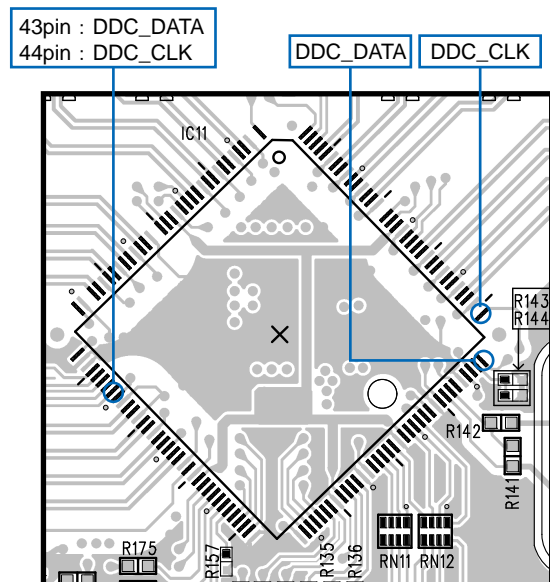 43pin : DDC_DATA
44pin : DDC_CLK
DDC_DATA
DDC_CLK
IC11
R143
R144
R142
R141
R175
R157
R135
R136
RN11
RN12